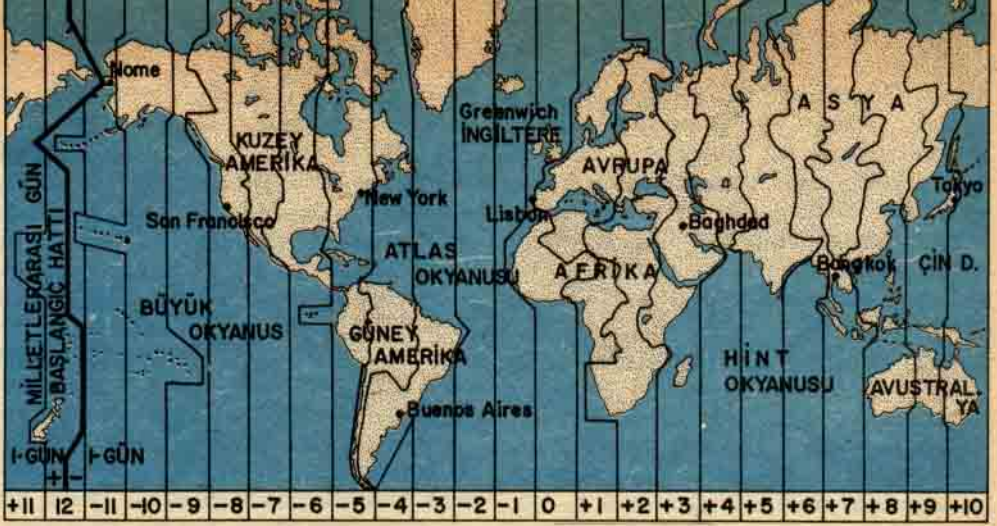 Nome
Greenwich
İNGİLTERE
A S Y A
KUZEY
AMERİKA
AVRUPA
New York
San Francisco
Lisbon
Baghdad
Tokyo
MİLLETLERARASI GÜN
BAŞLANGIÇ HATTI
ATLAS
OKYANUSU
AFRİKA
Bangkok
ÇİN D.
BÜYÜK
OKYANUS
GÜNEY
AMERİKA
HİNT
OKYANUSU
AVUSTRAL.
YA
Buenos Aires
1-GÜN
1-GÜN
+ -
+11 12 -11 -10 -9 -8 -7 -6 -5 -4 -3 -2 -1 0 +1 +2 +3 +4 +5 +6 +7 +8 +9 +10